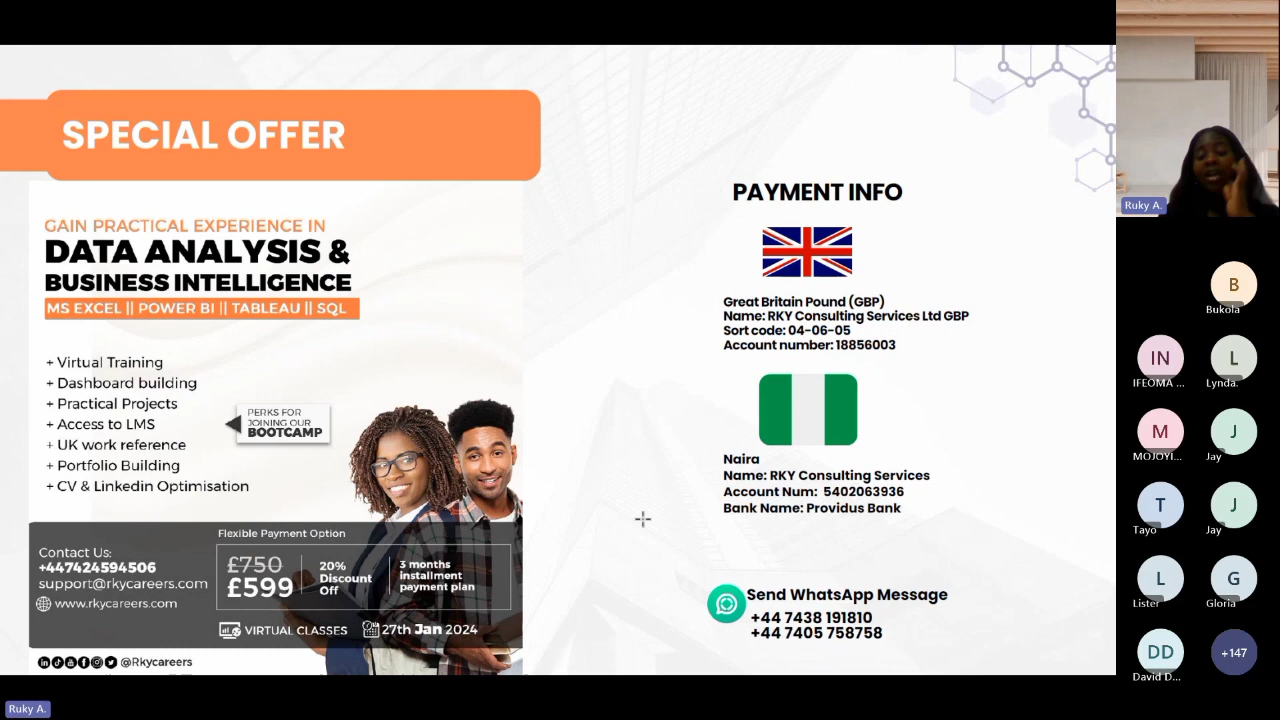 SPECIAL OFFER
GAIN PRACTICAL EXPERIENCE IN
DATA ANALYSIS &
BUSINESS INTELLIGENCE
MS EXCEL || POWER BI || TABLEAU || SQL
+ Virtual Training
+ Dashboard building
+ Practical Projects
+ Access to LMS
+ UK work reference
+ Portfolio Building
+ CV & Linkedin Optimisation
PERKS FOR
JOINING OUR
BOOTCAMP
Contact Us:
+447424594506
support@rkycareers.com
www.rkycareers.com
Flexible Payment Option
£750
£599
20%
Discount
Off
3 months
installment
payment plan
VIRTUAL CLASSES
27th Jan 2024
@Rkycareers
PAYMENT INFO
Great Britain Pound (GBP)
Name: RKY Consulting Services Ltd GBP
Sort code: 04-06-05
Account number: 18856003
Naira
Name: RKY Consulting Services
Account Num: 5402063936
Bank Name: Providus Bank
Send WhatsApp Message
+44 7438 191810
+44 7405 758758
Ruky A.
B
Bukola
IN
IFEOMA ...
L
Lynda.
M
MOJOYI...
J
Jay
T
Tayo
J
Jay
L
Lister
G
Gloria
DD
David D...
+147
Ruky A.